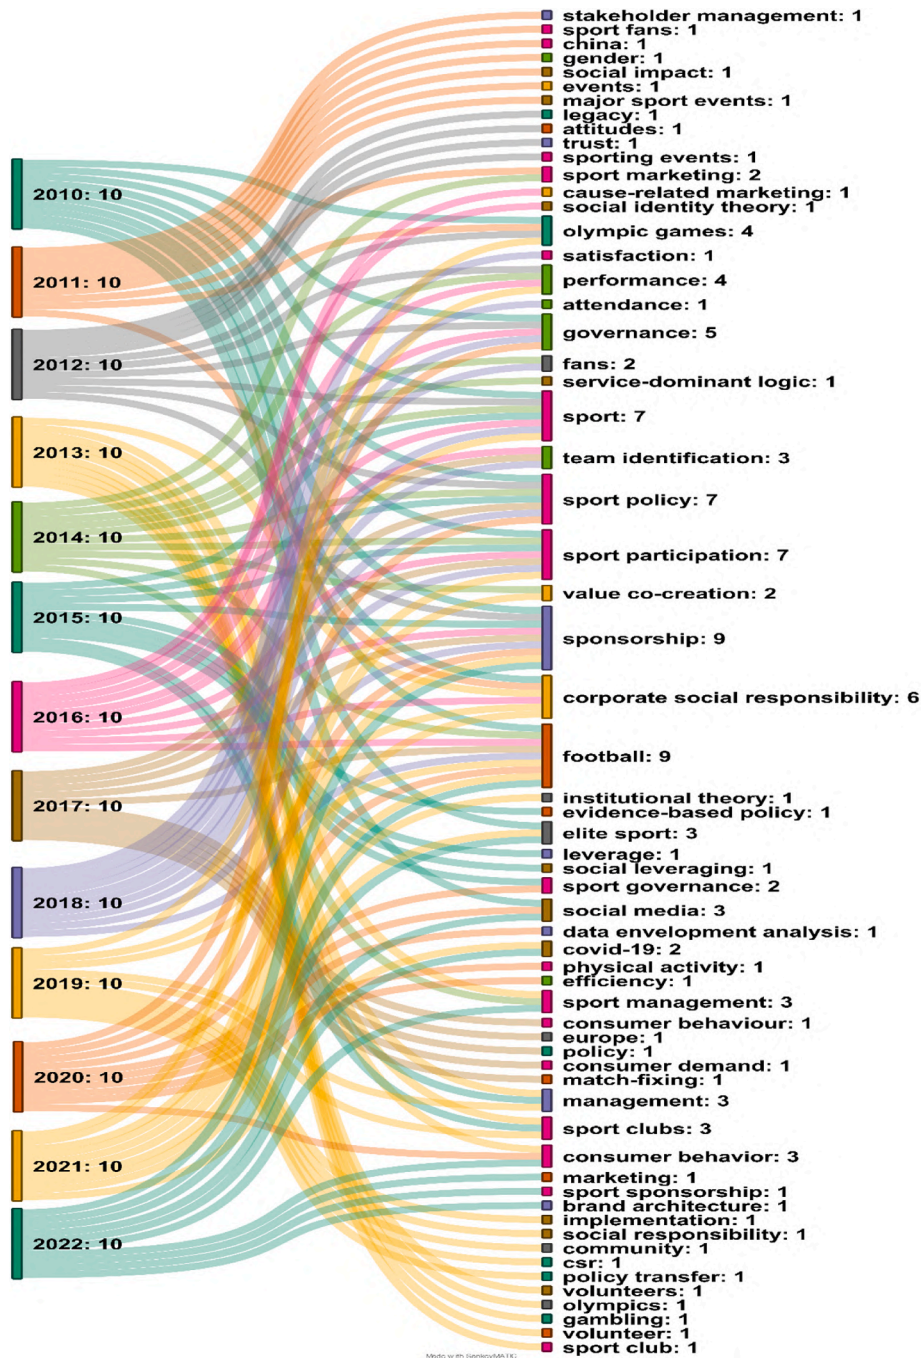 2010: 10
2011: 10
2012: 10
2013: 10
2014: 10
2015: 10
2016: 10
2017: 10
2018: 10
2019: 10
2020: 10
2021: 10
2022: 10
stakeholder management: 1
sport fans: 1
china: 1
gender: 1
social impact: 1
events: 1
major sport events: 1
legacy: 1
attitudes: 1
trust: 1
sporting events: 1
sport marketing: 2
cause-related marketing: 1
social identity theory: 1
olympic games: 4
satisfaction: 1
performance: 4
attendance: 1
governance: 5
fans: 2
service-dominant logic: 1
sport: 7
team identification: 3
sport policy: 7
sport participation: 7
value co-creation: 2
sponsorship: 9
corporate social responsibility: 6
football: 9
institutional theory: 1
evidence-based policy: 1
elite sport: 3
leverage: 1
social leveraging: 1
sport governance: 2
social media: 3
data envelopment analysis: 1
covid-19: 2
physical activity: 1
efficiency: 1
sport management: 3
consumer behaviour: 1
europe: 1
policy: 1
consumer demand: 1
match-fixing: 1
management: 3
sport clubs: 3
consumer behavior: 3
marketing: 1
sport sponsorship: 1
brand architecture: 1
implementation: 1
social responsibility: 1
community: 1
csr: 1
policy transfer: 1
volunteers: 1
olympics: 1
gambling: 1
volunteer: 1
sport club: 1
Made with SankeyMATIC